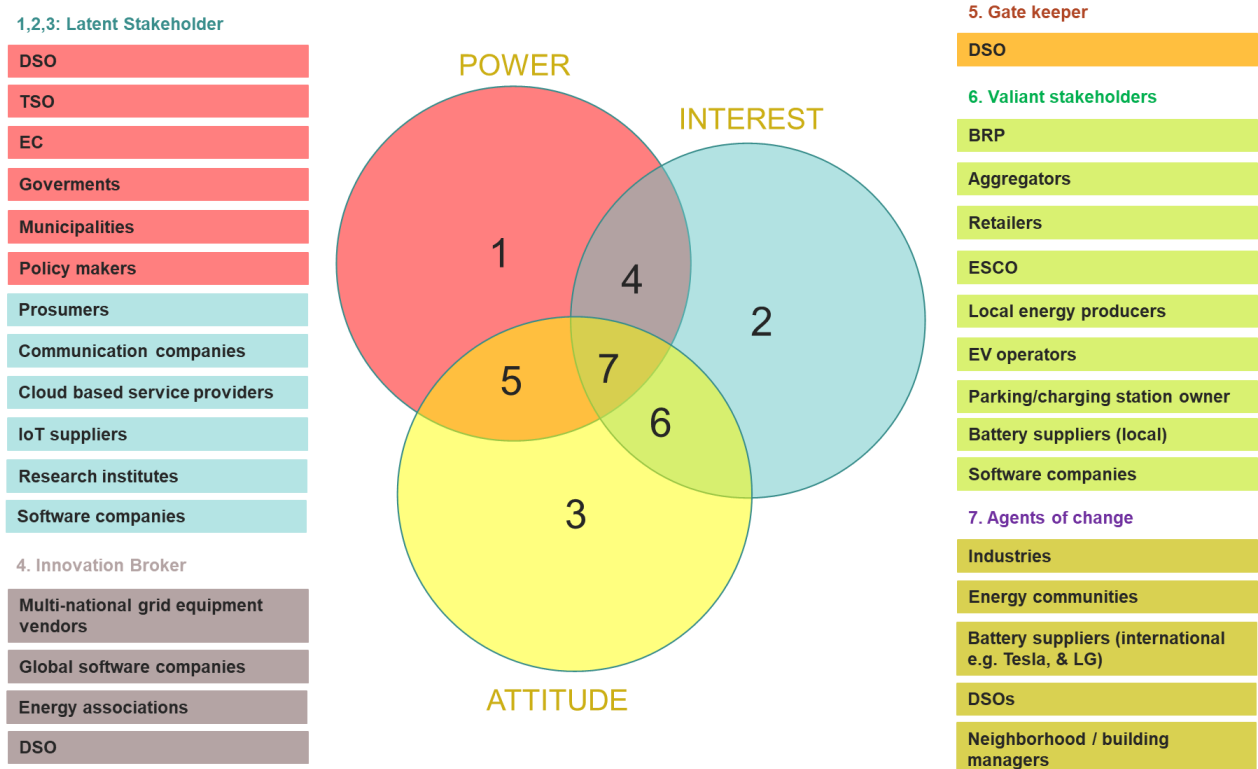 1,2,3: Latent Stakeholder
DSO
TSO
EC
Goverments
Municipalities
Policy makers
Prosumers
Communication companies
Cloud based service providers
IoT suppliers
Research institutes
Software companies
4. Innovation Broker
Multi-national grid equipment
vendors
Global software companies
Energy associations
DSO
POWER
INTEREST
1
4
2
5
7
6
3
ATTITUDE
5. Gate keeper
DSO
6. Valiant stakeholders
BRP
Aggregators
Retailers
ESCO
Local energy producers
EV operators
Parking/charging station owner
Battery suppliers (local)
Software companies
7. Agents of change
Industries
Energy communities
Battery suppliers (international
e.g. Tesla, & LG)
DSOs
Neighborhood / building
managers